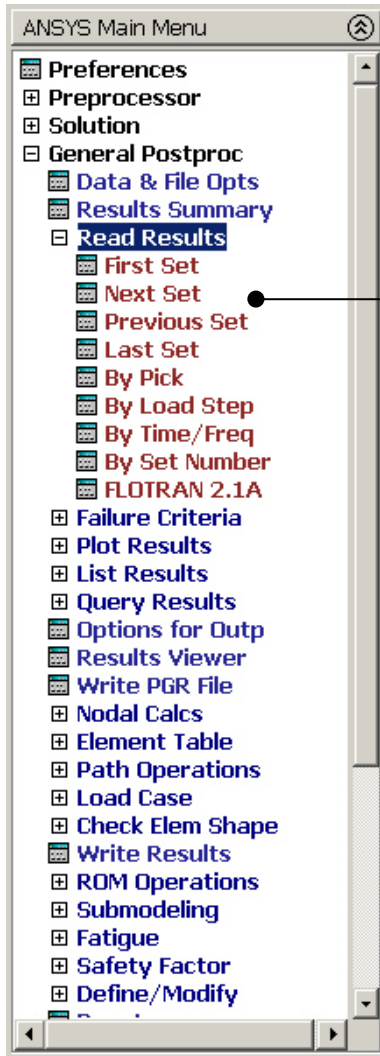 ANSYS Main Menu
Preferences
Preprocessor
Solution
General Postproc
Data & File Opts
Results Summary
Read Results
First Set
Next Set
Previous Set
Last Set
By Pick
By Load Step
By Time/Freq
By Set Number
FLOTRAN 2.1A
Failure Criteria
Plot Results
List Results
Query Results
Options for Outp
Results Viewer
Write PGR File
Nodal Calcs
Element Table
Path Operations
Load Case
Check Elem Shape
Write Results
ROM Operations
Submodeling
Fatigue
Safety Factor
Define/Modify